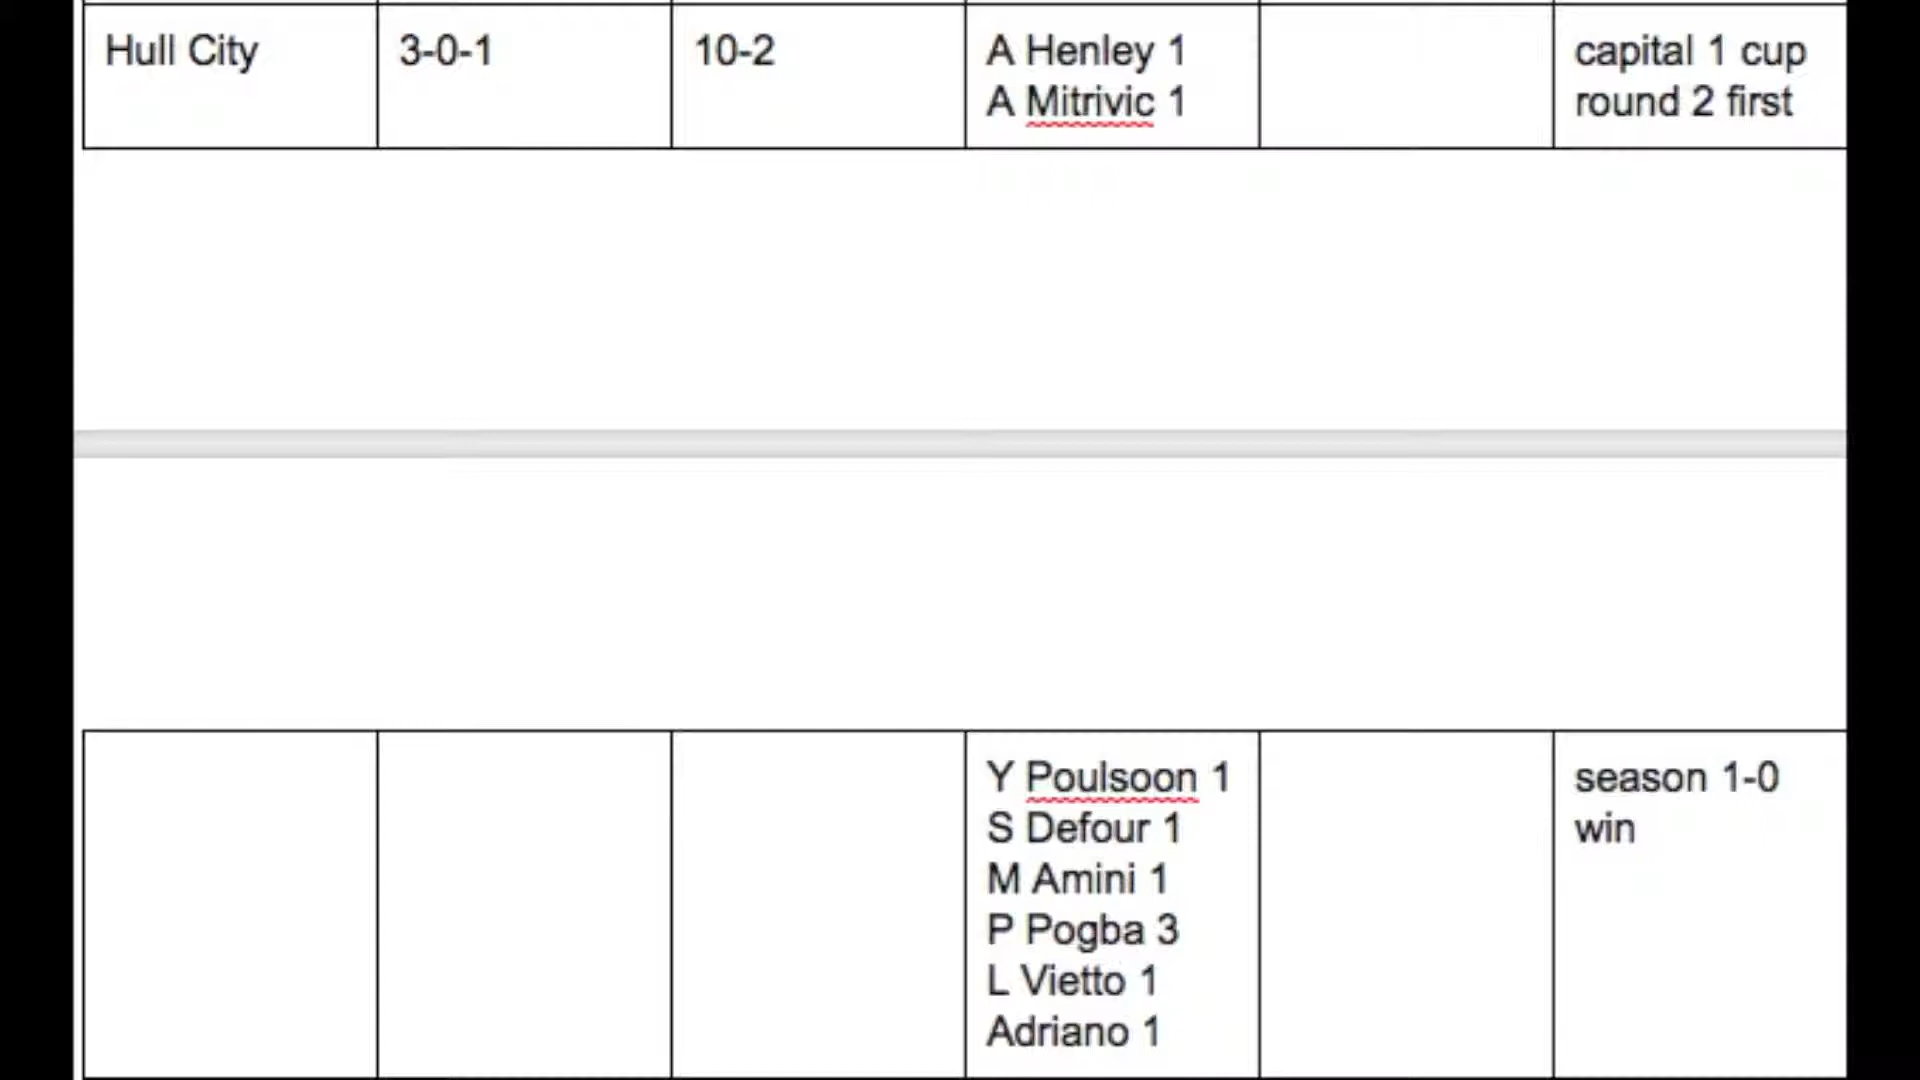 Hull City
3-0-1
10-2
A Henley 1
A Mitrivic 1
capital 1 cup
round 2 first
Y Poulsoon 1
S Defour 1
M Amini 1
P Pogba 3
L Vietto 1
Adriano 1
season 1-0
win